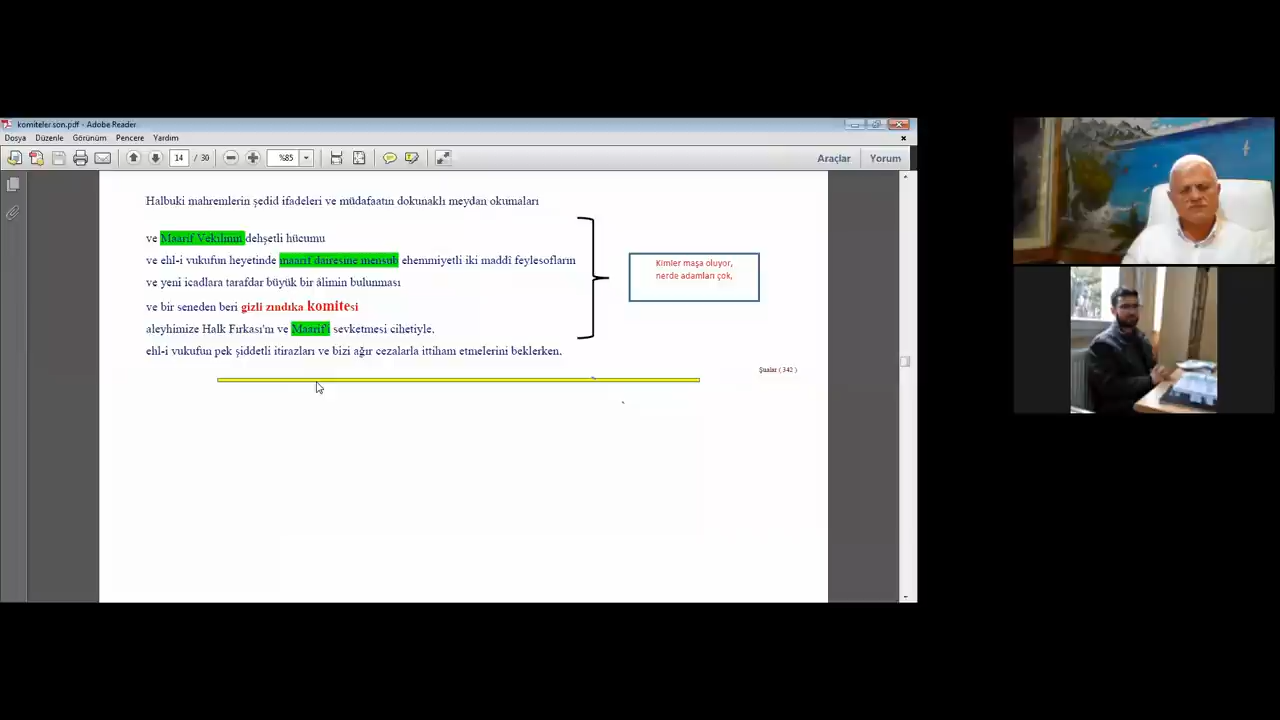 komiteler.son.pdf - Adobe Reader
Dosya Düzenle Görünüm Pencere Yardım
14 / 30 %85 Araçlar Yorum
Halbuki mahremlerin şedid ifadeleri ve müdafaatın dokunaklı meydan okumaları
ve Maarif Vekilinin dehşetli hücumu
ve ehl-i vukufun heyetinde maarif dairesine mensub ehemmiyetli iki maddî feylesofların
ve yeni icadlara tarafdar büyük bir âlimin bulunması
ve bir seneden beri gizli zındıka komitesi
aleyhimize Halk Fırkası'nı ve Maarif'i sevketmesi cihetiyle,
ehl-i vukufun pek şiddetli itirazları ve bizi ağır cezalarla ittiham etmelerini beklerken,
Kimler maşa oluyor,
nerde adamları çok,
Şualar ( 342 )